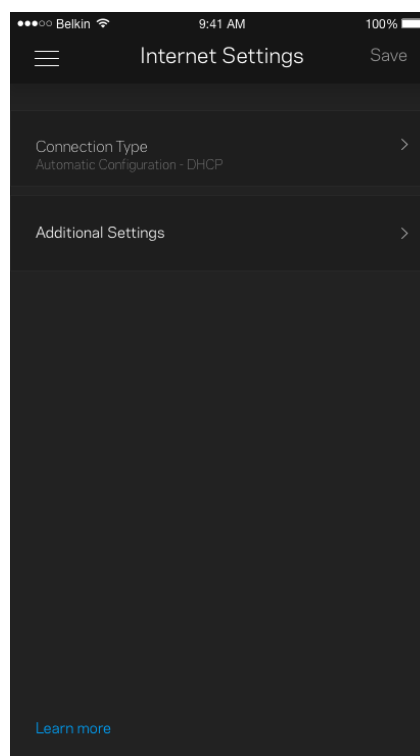 ●●●○○ Belkin 9:41 AM 100%
Internet Settings Save
Connection Type
Automatic Configuration - DHCP
Additional Settings
Learn more